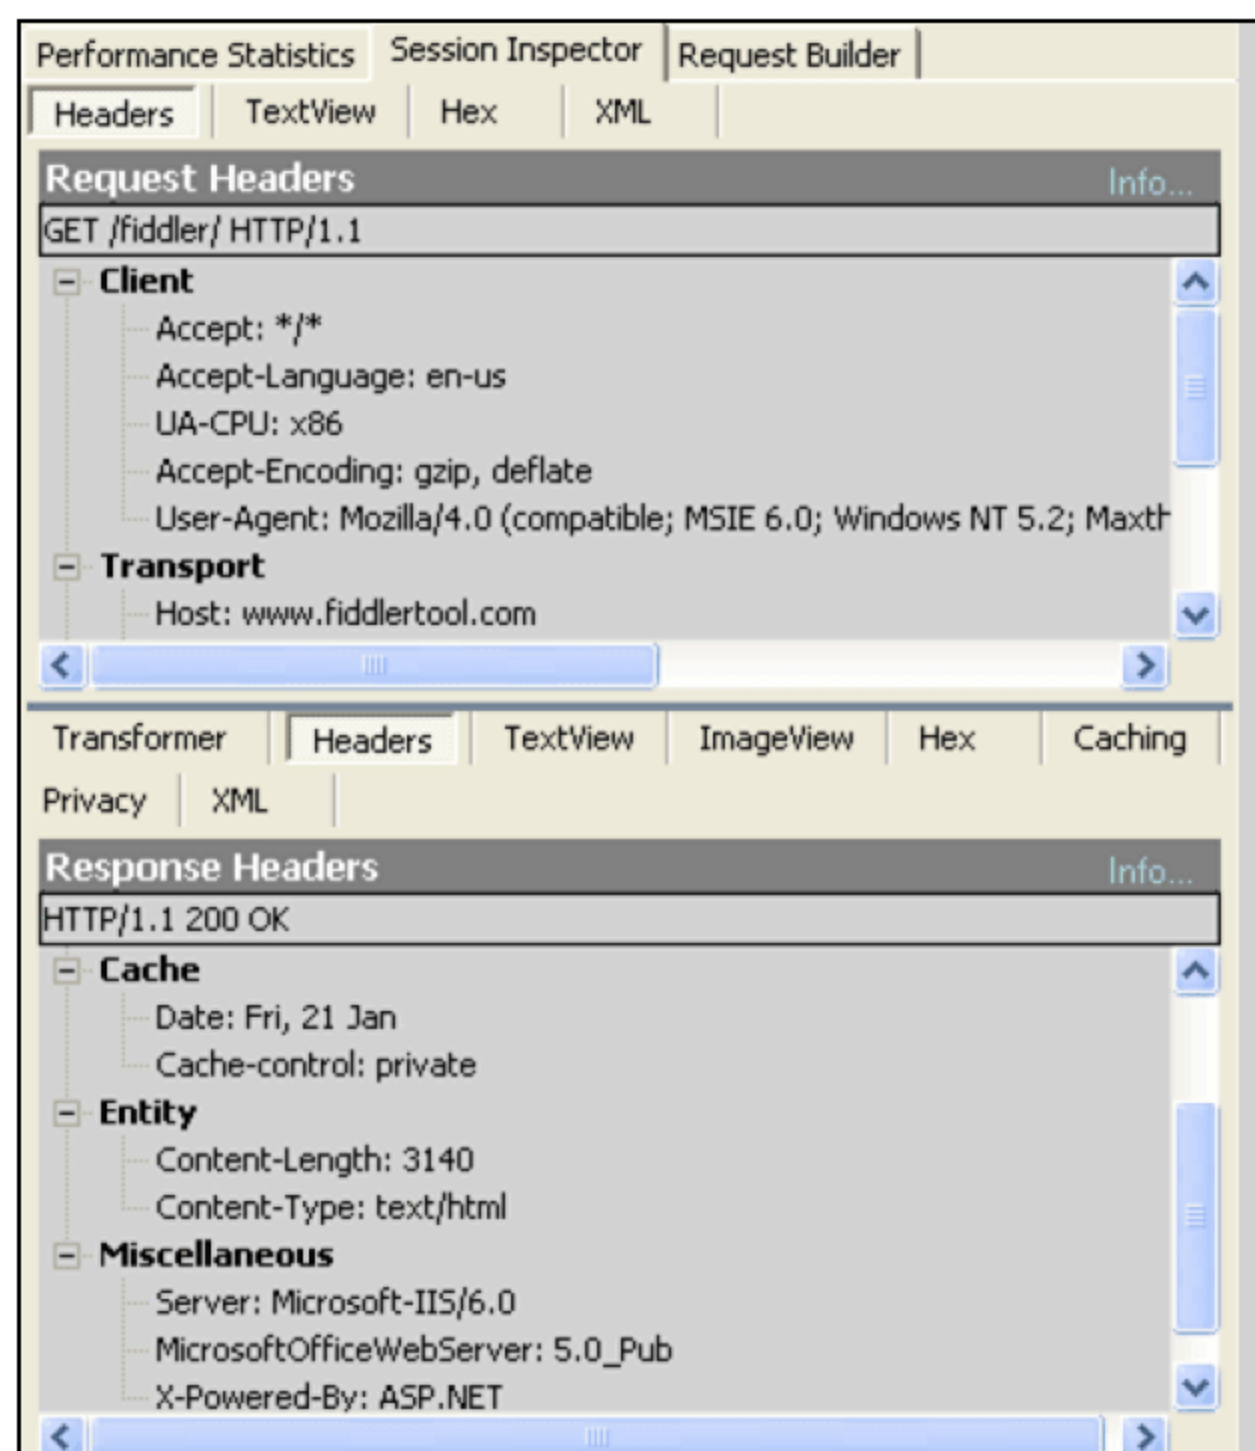 Performance Statistics Session Inspector Request Builder
Headers TextView Hex XML
Request Headers Info...
GET /fiddler/ HTTP/1.1
Client
Accept: */*
Accept-Language: en-us
UA-CPU: x86
Accept-Encoding: gzip, deflate
User-Agent: Mozilla/4.0 (compatible; MSIE 6.0; Windows NT 5.2;
Transport
Host: www.fiddlertool.com
Transformer Headers TextView ImageView Hex Caching
Privacy XML
Response Headers Info...
HTTP/1.1 200 OK
Cache
Date: Fri, 21 Jan
Cache-control: private
Entity
Content-Length: 3140
Content-Type: text/html
Miscellaneous
Server: Microsoft-IIS/6.0
MicrosoftOfficeWebServer: 5.0_Pub
X-Powered-By: ASP.NET